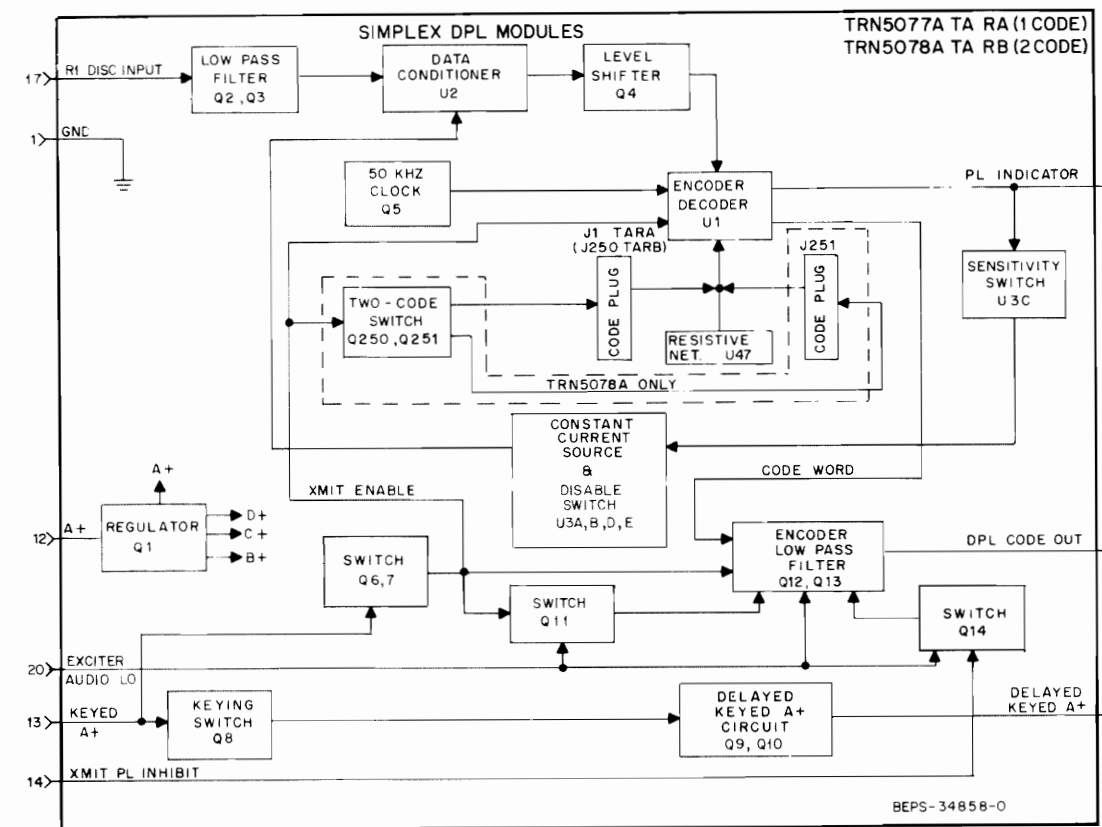 SIMPLEX DPL MODULES
TRN5077A TA RA (1 CODE)
TRN5078A TA RB (2 CODE)
17
R1 DISC INPUT
LOW PASS
FILTER
Q2, Q3
DATA
CONDITIONER
U2
LEVEL
SHIFTER
Q4
1
GND
50 KHZ
CLOCK
Q5
ENCODER
DECODER
U1
PL INDICATOR
J1 TARA
(J250 TARB)
CODE PLUG
J251
CODE PLUG
SENSITIVITY
SWITCH
U3C
TWO-CODE
SWITCH
Q250, Q251
RESISTIVE
NET. U47
TRN5078A ONLY
CONSTANT
CURRENT
SOURCE
&
DISABLE
SWITCH
U3A, B, D, E
CODE WORD
XMIT ENABLE
A+
12
A+
REGULATOR
Q1
D+
C+
B+
SWITCH
Q6,7
ENCODER
LOW PASS
FILTER
Q12, Q13
DPL CODE OUT
SWITCH
Q11
SWITCH
Q14
20
EXCITER
AUDIO LO
13
KEYED
A+
KEYING
SWITCH
Q8
DELAYED
KEYED A+
CIRCUIT
Q9, Q10
DELAYED
KEYED A+
14
XMIT PL INHIBIT
BEPS-34858-O